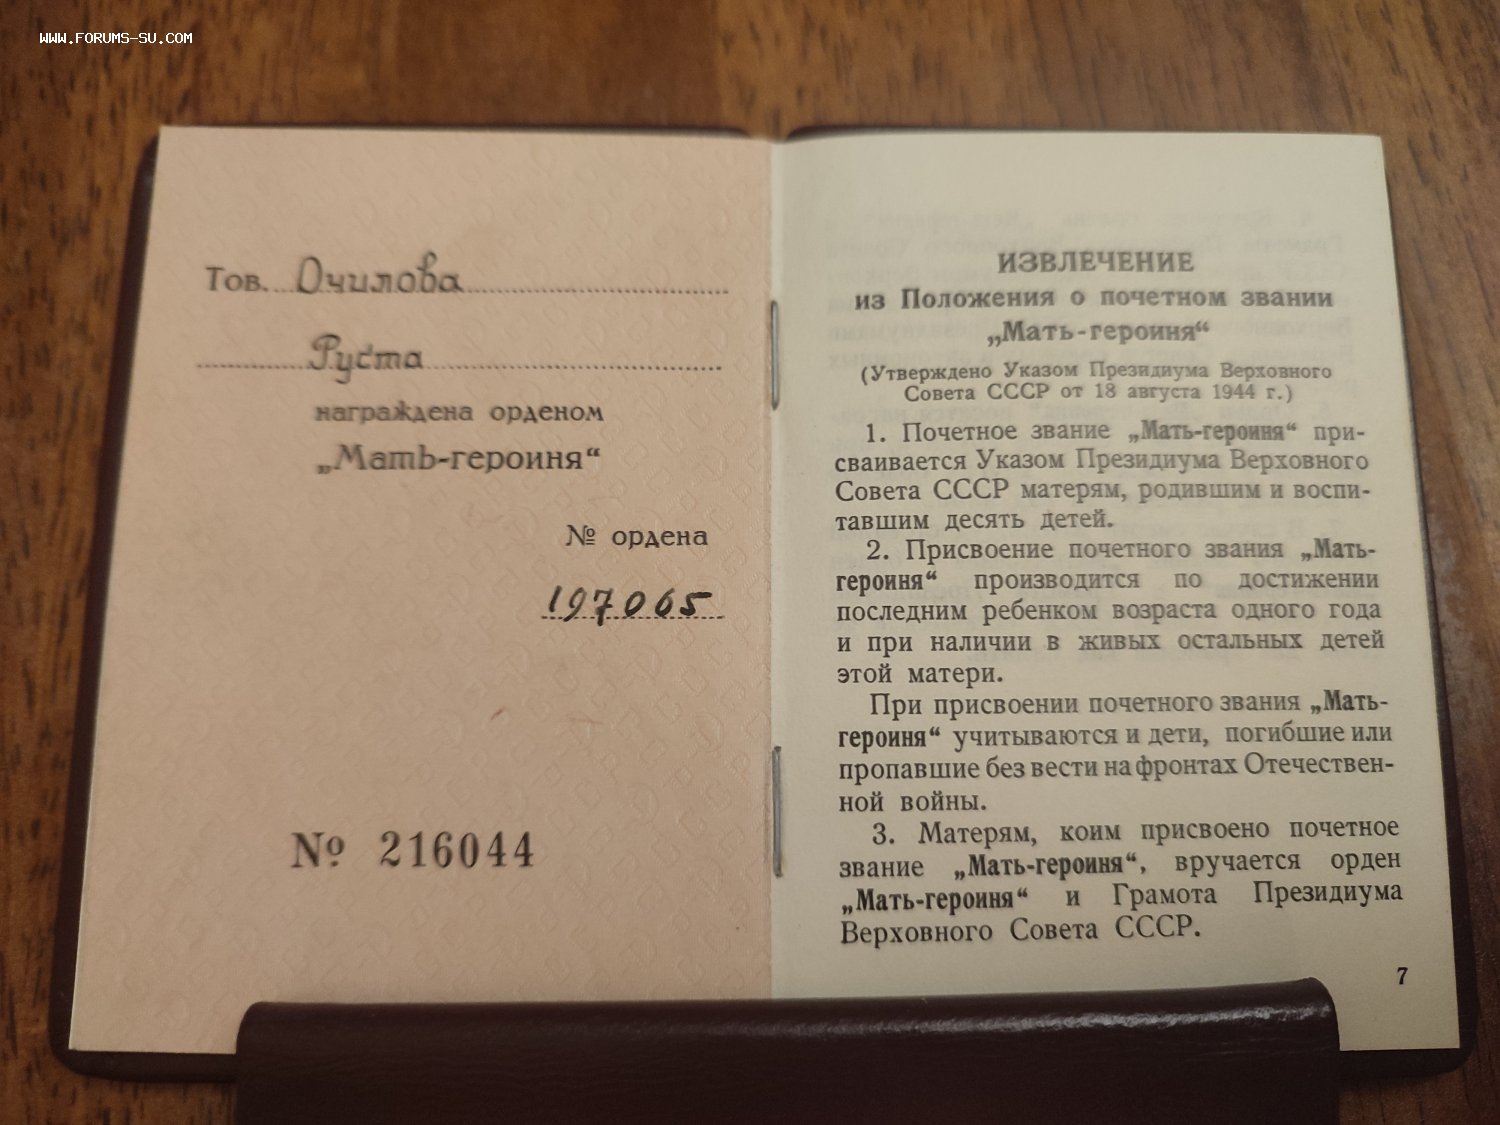 WWW.FORUMS-SU.COM
Тов. Очилова
Руста
награждена орденом
„Мать-героиня“
№ ордена
197065
№ 216044
ИЗВЛЕЧЕНИЕ
из Положения о почетном звании
„Мать-героиня“
(Утверждено Указом Президиума Верховного
Совета СССР от 18 августа 1944 г.)
1. Почетное звание „Мать-героиня“ при-
сваивается Указом Президиума Верховного
Совета СССР матерям, родившим и воспи-
тавшим десять детей.
2. Присвоение почетного звания „Мать-
героиня“ производится по достижении
последним ребенком возраста одного года
и при наличии в живых остальных детей
этой матери.
При присвоении почетного звания „Мать-
героиня“ учитываются и дети, погибшие или
пропавшие без вести на фронтах Отечествен-
ной войны.
3. Матерям, коим присвоено почетное
звание „Мать-героиня“, вручается орден
„Мать-героиня“ и Грамота Президиума
Верховного Совета СССР.
7